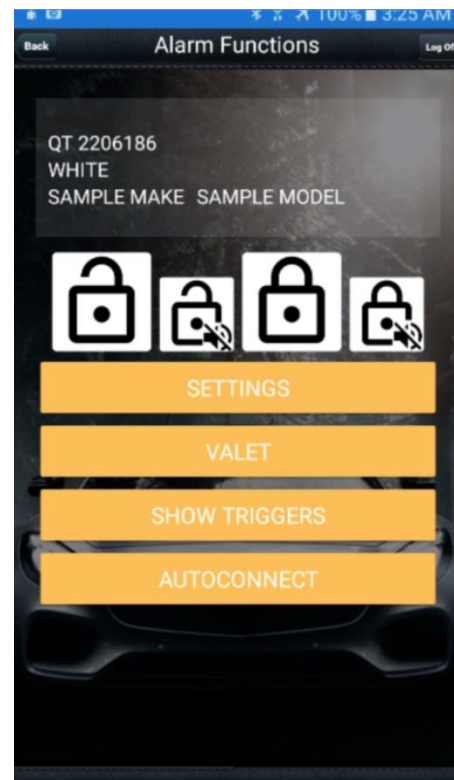 100% 3:25 AM
Back Alarm Functions Log Of
QT 2206186
WHITE
SAMPLE MAKE SAMPLE MODEL
SETTINGS
VALET
SHOW TRIGGERS
AUTOCONNECT